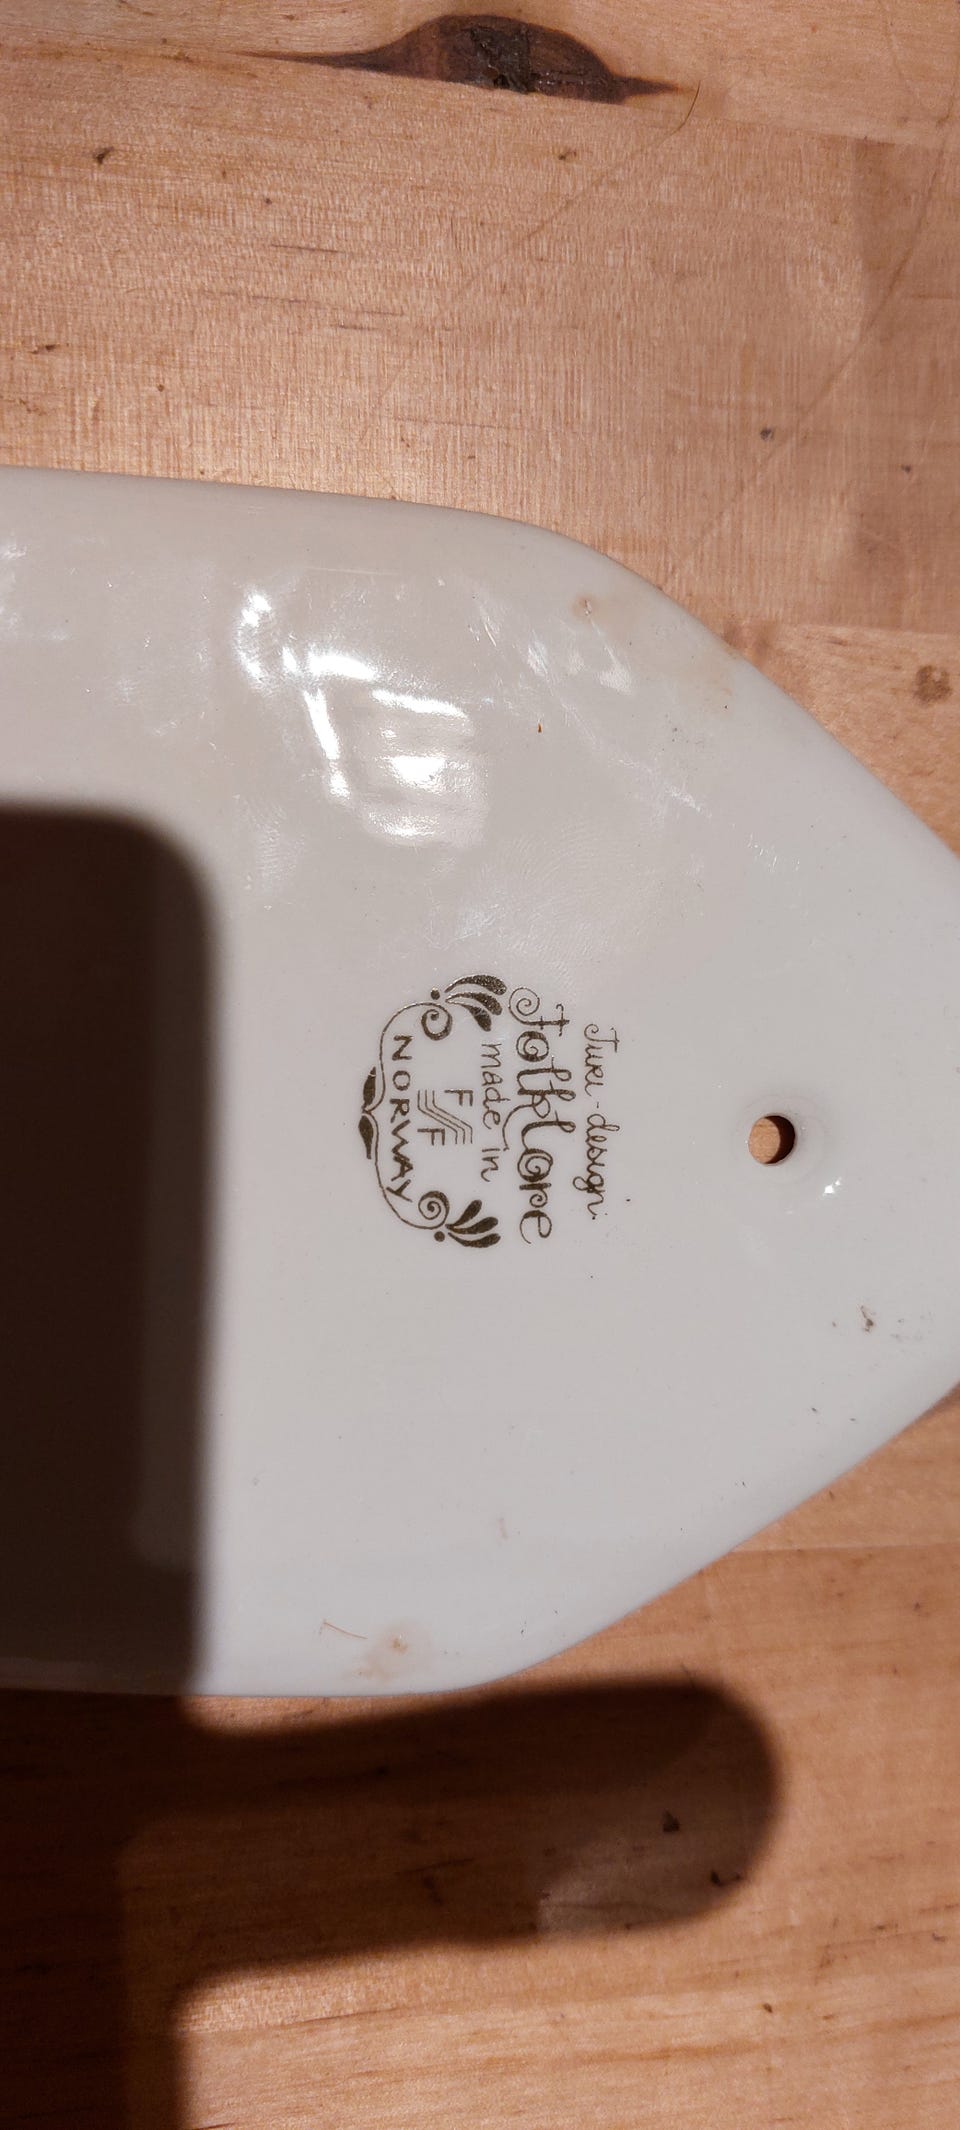 Turi-design.
Folklore
made in
F F
NORWAY